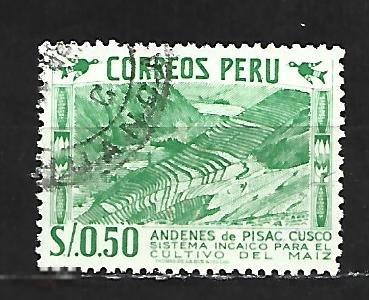 CORREOS PERU
ANDENES de PISAC, CUSCO
SISTEMA INCAICO PARA EL
CULTIVO DEL MAIZ
S/.0.50